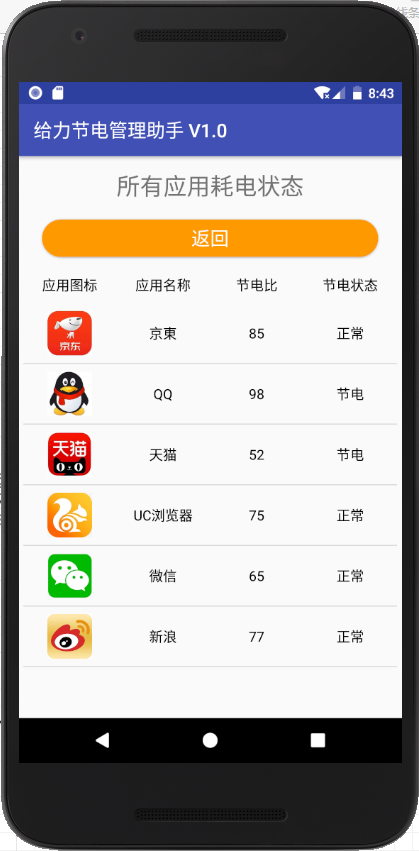 8:43
给力节电管理助手 V1.0
所有应用耗电状态
返回
应用图标 应用名称 节电比 节电状态
京东 京東 85 正常
QQ 98 节电
天猫 天猫 52 节电
UC浏览器 75 正常
微信 65 正常
新浪 77 正常